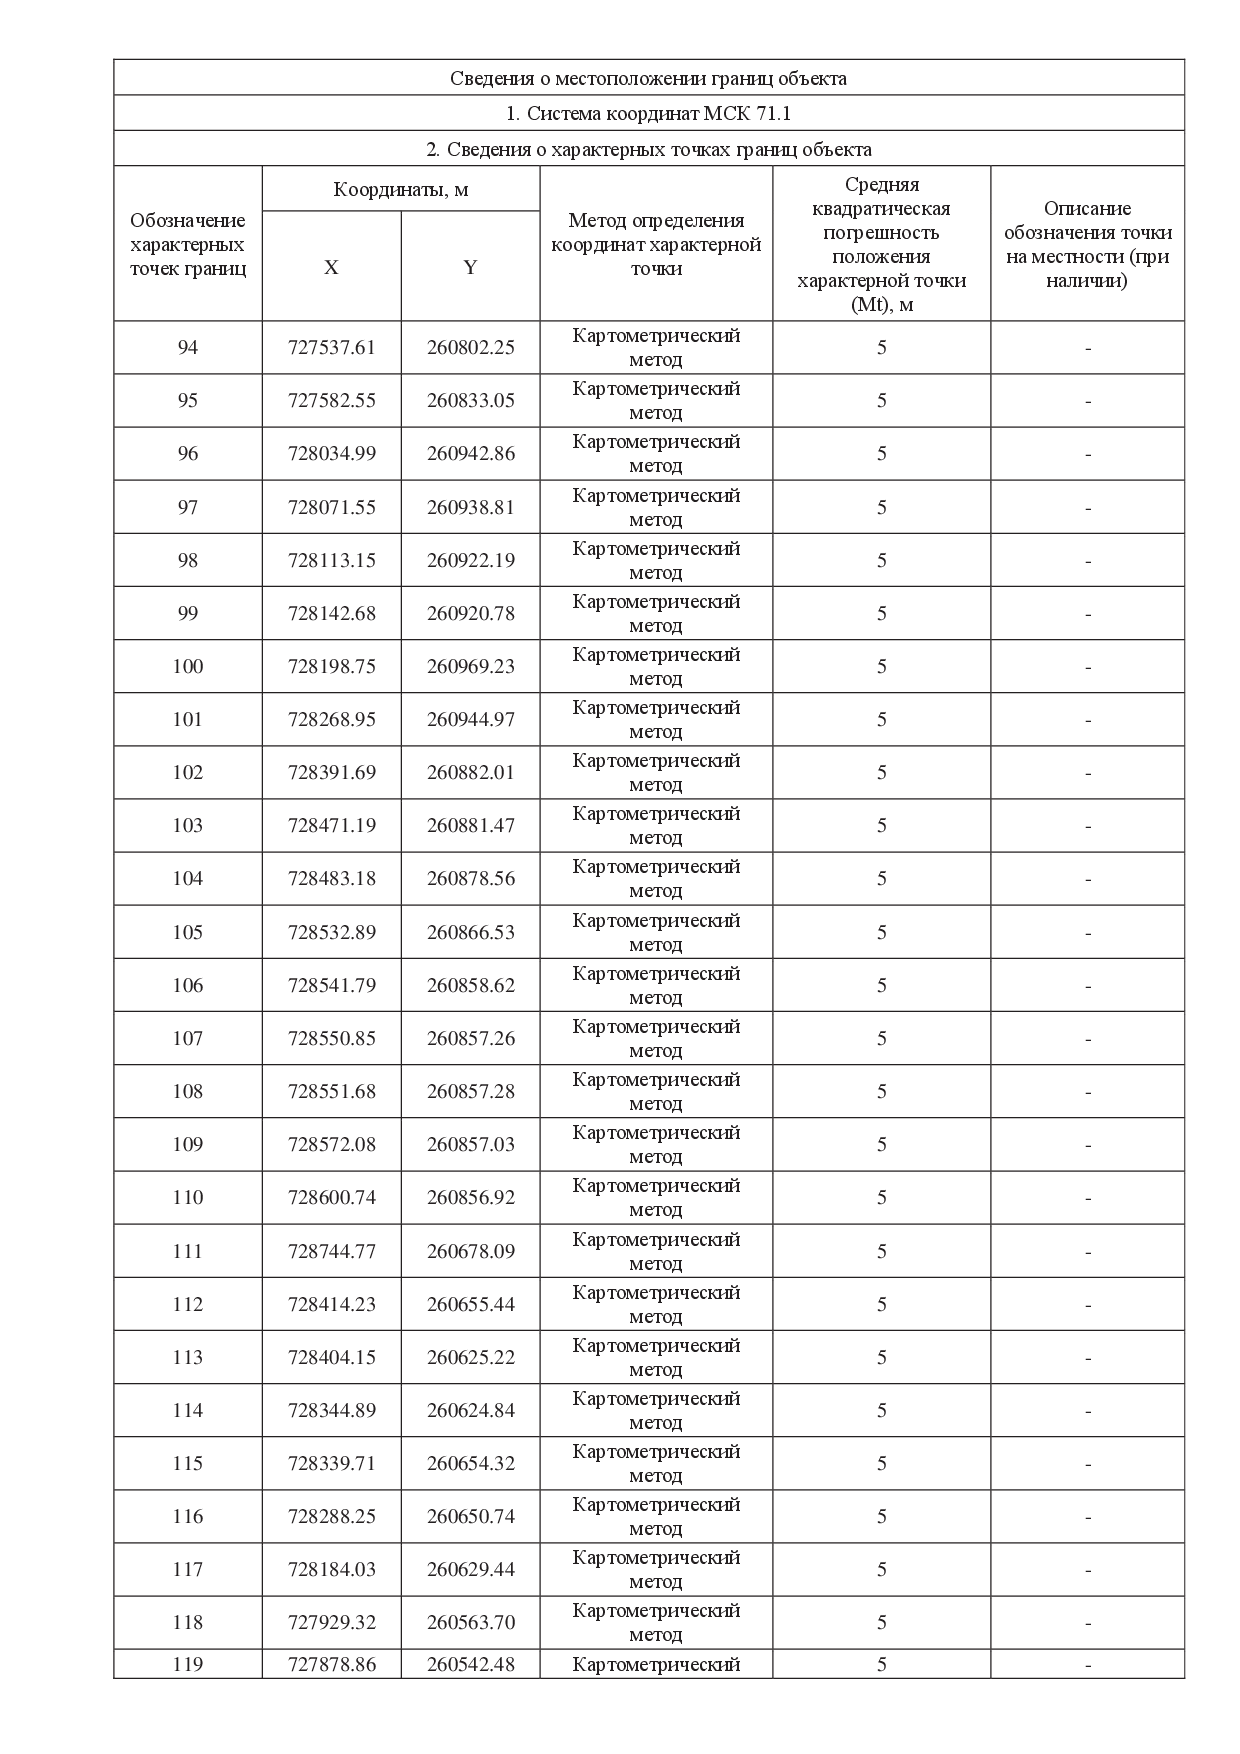 Сведения о местоположении границ объекта
1. Система координат МСК 71.1
2. Сведения о характерных точках границ объекта
Обозначение
характерных
точек границ
Координаты, м
X
Y
Метод определения
координат характерной
точки
Средняя
квадратическая
погрешность
положения
характерной точки
(Mt), м
Описание
обозначения точки
на местности (при
наличии)
94 727537.61 260802.25 Картометрический
метод 5 -
95 727582.55 260833.05 Картометрический
метод 5 -
96 728034.99 260942.86 Картометрический
метод 5 -
97 728071.55 260938.81 Картометрический
метод 5 -
98 728113.15 260922.19 Картометрический
метод 5 -
99 728142.68 260920.78 Картометрический
метод 5 -
100 728198.75 260969.23 Картометрический
метод 5 -
101 728268.95 260944.97 Картометрический
метод 5 -
102 728391.69 260882.01 Картометрический
метод 5 -
103 728471.19 260881.47 Картометрический
метод 5 -
104 728483.18 260878.56 Картометрический
метод 5 -
105 728532.89 260866.53 Картометрический
метод 5 -
106 728541.79 260858.62 Картометрический
метод 5 -
107 728550.85 260857.26 Картометрический
метод 5 -
108 728551.68 260857.28 Картометрический
метод 5 -
109 728572.08 260857.03 Картометрический
метод 5 -
110 728600.74 260856.92 Картометрический
метод 5 -
111 728744.77 260678.09 Картометрический
метод 5 -
112 728414.23 260655.44 Картометрический
метод 5 -
113 728404.15 260625.22 Картометрический
метод 5 -
114 728344.89 260624.84 Картометрический
метод 5 -
115 728339.71 260654.32 Картометрический
метод 5 -
116 728288.25 260650.74 Картометрический
метод 5 -
117 728184.03 260629.44 Картометрический
метод 5 -
118 727929.32 260563.70 Картометрический
метод 5 -
119 727878.86 260542.48 Картометрический 5 -